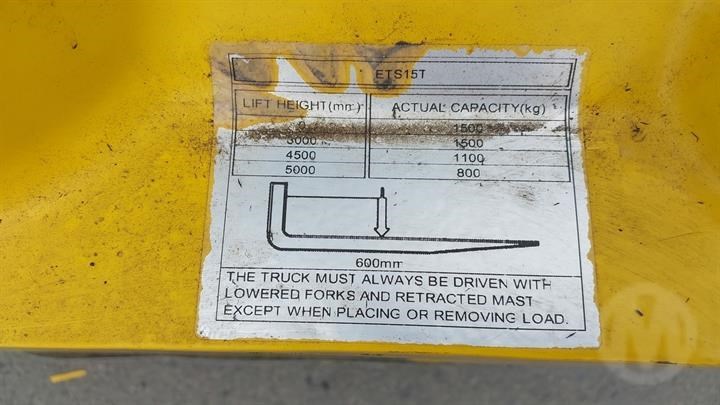 ETS15T
LIFT HEIGHT(mm) ACTUAL CAPACITY(kg)
0 1500
3000 1500
4500 1100
5000 800
600mm
THE TRUCK MUST ALWAYS BE DRIVEN WITH
LOWERED FORKS AND RETRACTED MAST
EXCEPT WHEN PLACING OR REMOVING LOAD.
M